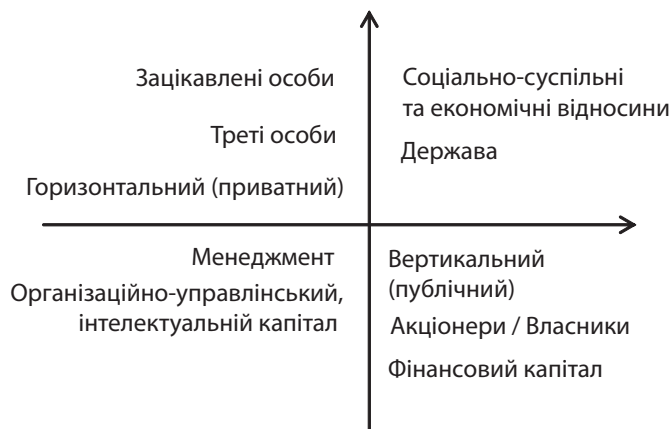 Зацікавлені особи
Треті особи
Горизонтальний (приватний)
Соціально-суспільні
та економічні відносини
Держава
Менеджмент
Організаційно-управлінський,
інтелектуальній капітал
Вертикальний
(публічний)
Акціонери / Власники
Фінансовий капітал